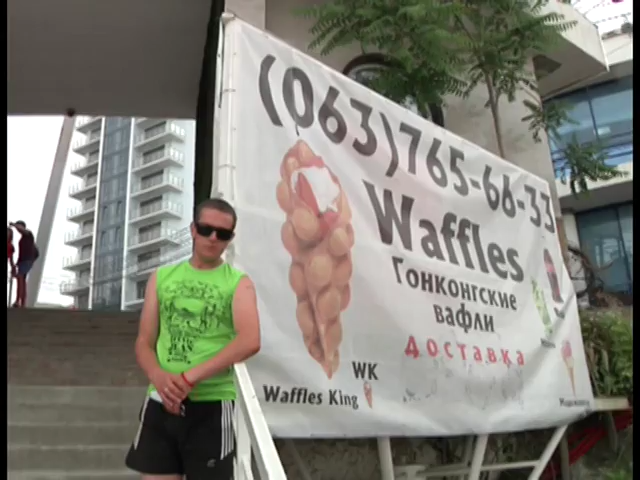 (063)765-66-33
Waffles
Гонконгские
вафли
доставка
WK
Waffles King